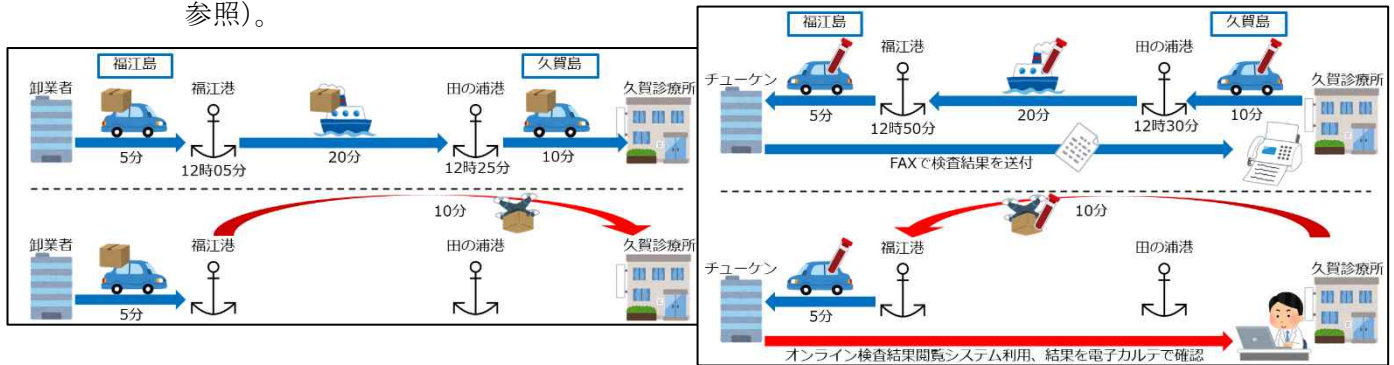 参照)。
福江島
久賀島
卸業者
福江港
田の浦港
久賀診療所
5分
20分
10分
12時05分
12時25分
10分
卸業者
福江港
田の浦港
久賀診療所
5分
福江島
久賀島
チューケン
福江港
田の浦港
久賀診療所
5分
20分
10分
12時50分
12時30分
FAXで検査結果を送付
10分
チューケン
福江港
田の浦港
久賀診療所
5分
オンライン検査結果閲覧システム利用、結果を電子カルテで確認